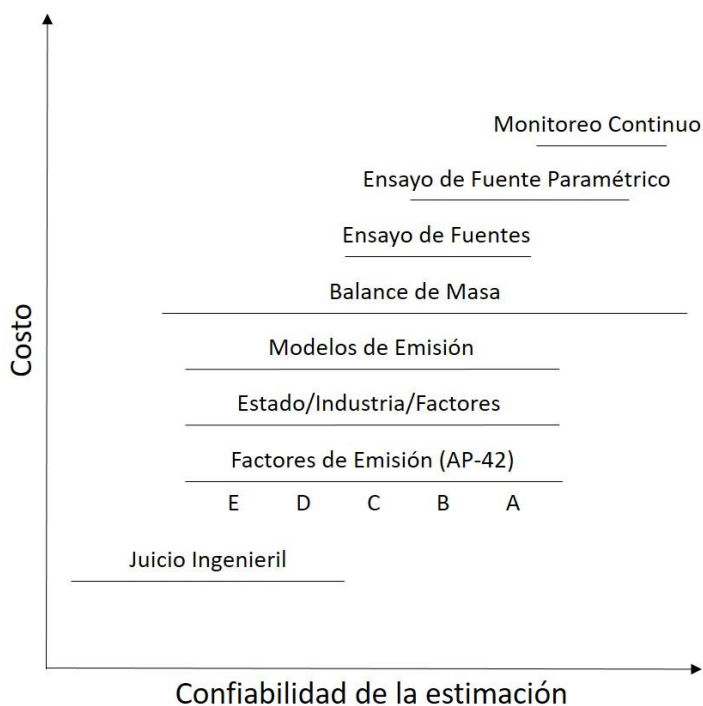 Monitoreo Continuo
Ensayo de Fuente Paramétrico
Ensayo de Fuentes
Balance de Masa
Modelos de Emisión
Estado/Industria/Factores
Factores de Emisión (AP-42)
E D C B A
Juicio Ingenieril
Costo
Confiabilidad de la estimación